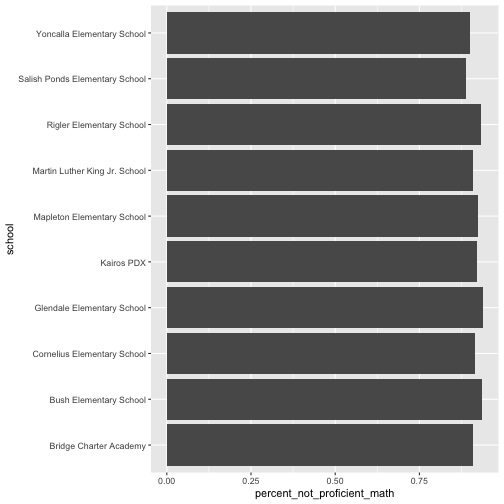 Yoncalla Elementary School
Salish Ponds Elementary School
Rigler Elementary School
Martin Luther King Jr. School
Mapleton Elementary School
Kairos PDX
Glendale Elementary School
Cornelius Elementary School
Bush Elementary School
Bridge Charter Academy
school
0.00 0.25 0.50 0.75
percent_not_proficient_math